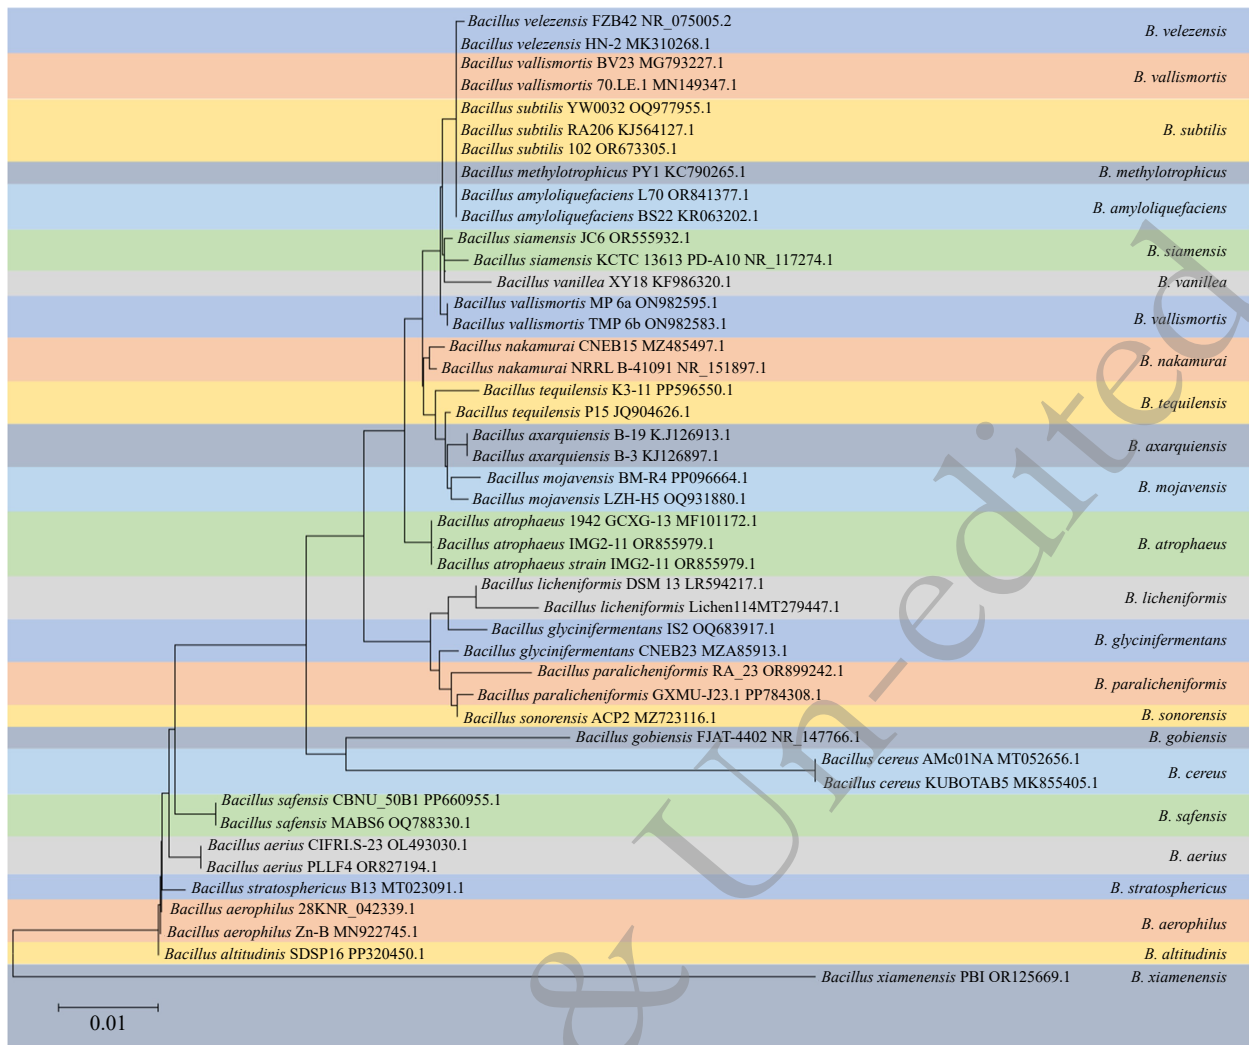 Bacillus velezensis FZB42 NR_075005.2
B. velezensis
Bacillus velezensis HN-2 MK310268.1
Bacillus vallismortis BV23 MG793227.1
B. vallismortis
Bacillus vallismortis 70.LE.1 MN149347.1
Bacillus subtilis YW0032 OQ977955.1
Bacillus subtilis RA206 KJ564127.1
B. subtilis
Bacillus subtilis 102 OR673305.1
Bacillus methylotrophicus PY1 KC790265.1
B. methylotrophicus
Bacillus amyloliquefaciens L70 OR841377.1
B. amyloliquefaciens
Bacillus amyloliquefaciens BS22 KR063202.1
Bacillus siamensis JC6 OR555932.1
B. siamensis
Bacillus siamensis KCTC 13613 PD-A10 NR_117274.1
Bacillus vanillea XY18 KF986320.1
B. vanillea
Bacillus vallismortis MP 6a ON982595.1
B. vallismortis
Bacillus vallismortis TMP 6b ON982583.1
Bacillus nakamurai CNEB15 MZ485497.1
B. nakamurai
Bacillus nakamurai NRRL B-41091 NR_151897.1
Bacillus tequilensis K3-11 PP596550.1
B. tequilensis
Bacillus tequilensis P15 JQ904626.1
Bacillus axarquiensis B-19 K.J126913.1
B. axarquiensis
Bacillus axarquiensis B-3 KJ126897.1
Bacillus mojavensis BM-R4 PP096664.1
B. mojavensis
Bacillus mojavensis LZH-H5 OQ931880.1
Bacillus atrophaeus 1942 GCXG-13 MF101172.1
Bacillus atrophaeus IMG2-11 OR855979.1
B. atrophaeus
Bacillus atrophaeus strain IMG2-11 OR855979.1
Bacillus licheniformis DSM 13 LR594217.1
B. licheniformis
Bacillus licheniformis Lichen114MT279447.1
Bacillus glycinifermentans IS2 OQ683917.1
B. glycinifermentans
Bacillus glycinifermentans CNEB23 MZA85913.1
Bacillus paralicheniformis RA_23 OR899242.1
B. paralicheniformis
Bacillus paralicheniformis GXMU-J23.1 PP784308.1
Bacillus sonorensis ACP2 MZ723116.1
B. sonorensis
Bacillus gobiensis FJAT-4402 NR_147766.1
B. gobiensis
Bacillus cereus AMc01NA MT052656.1
B. cereus
Bacillus cereus KUBOTAB5 MK855405.1
Bacillus safensis CBNU_50B1 PP660955.1
B. safensis
Bacillus safensis MABS6 OQ788330.1
Bacillus aerius CIFRI.S-23 OL493030.1
B. aerius
Bacillus aerius PLLF4 OR827194.1
Bacillus stratosphericus B13 MT023091.1
B. stratosphericus
Bacillus aerophilus 28KNR_042339.1
B. aerophilus
Bacillus aerophilus Zn-B MN922745.1
Bacillus altitudinis SDSP16 PP320450.1
B. altitudinis
Bacillus xiamenensis PBI OR125669.1
B. xiamenensis
0.01
& Un-edited